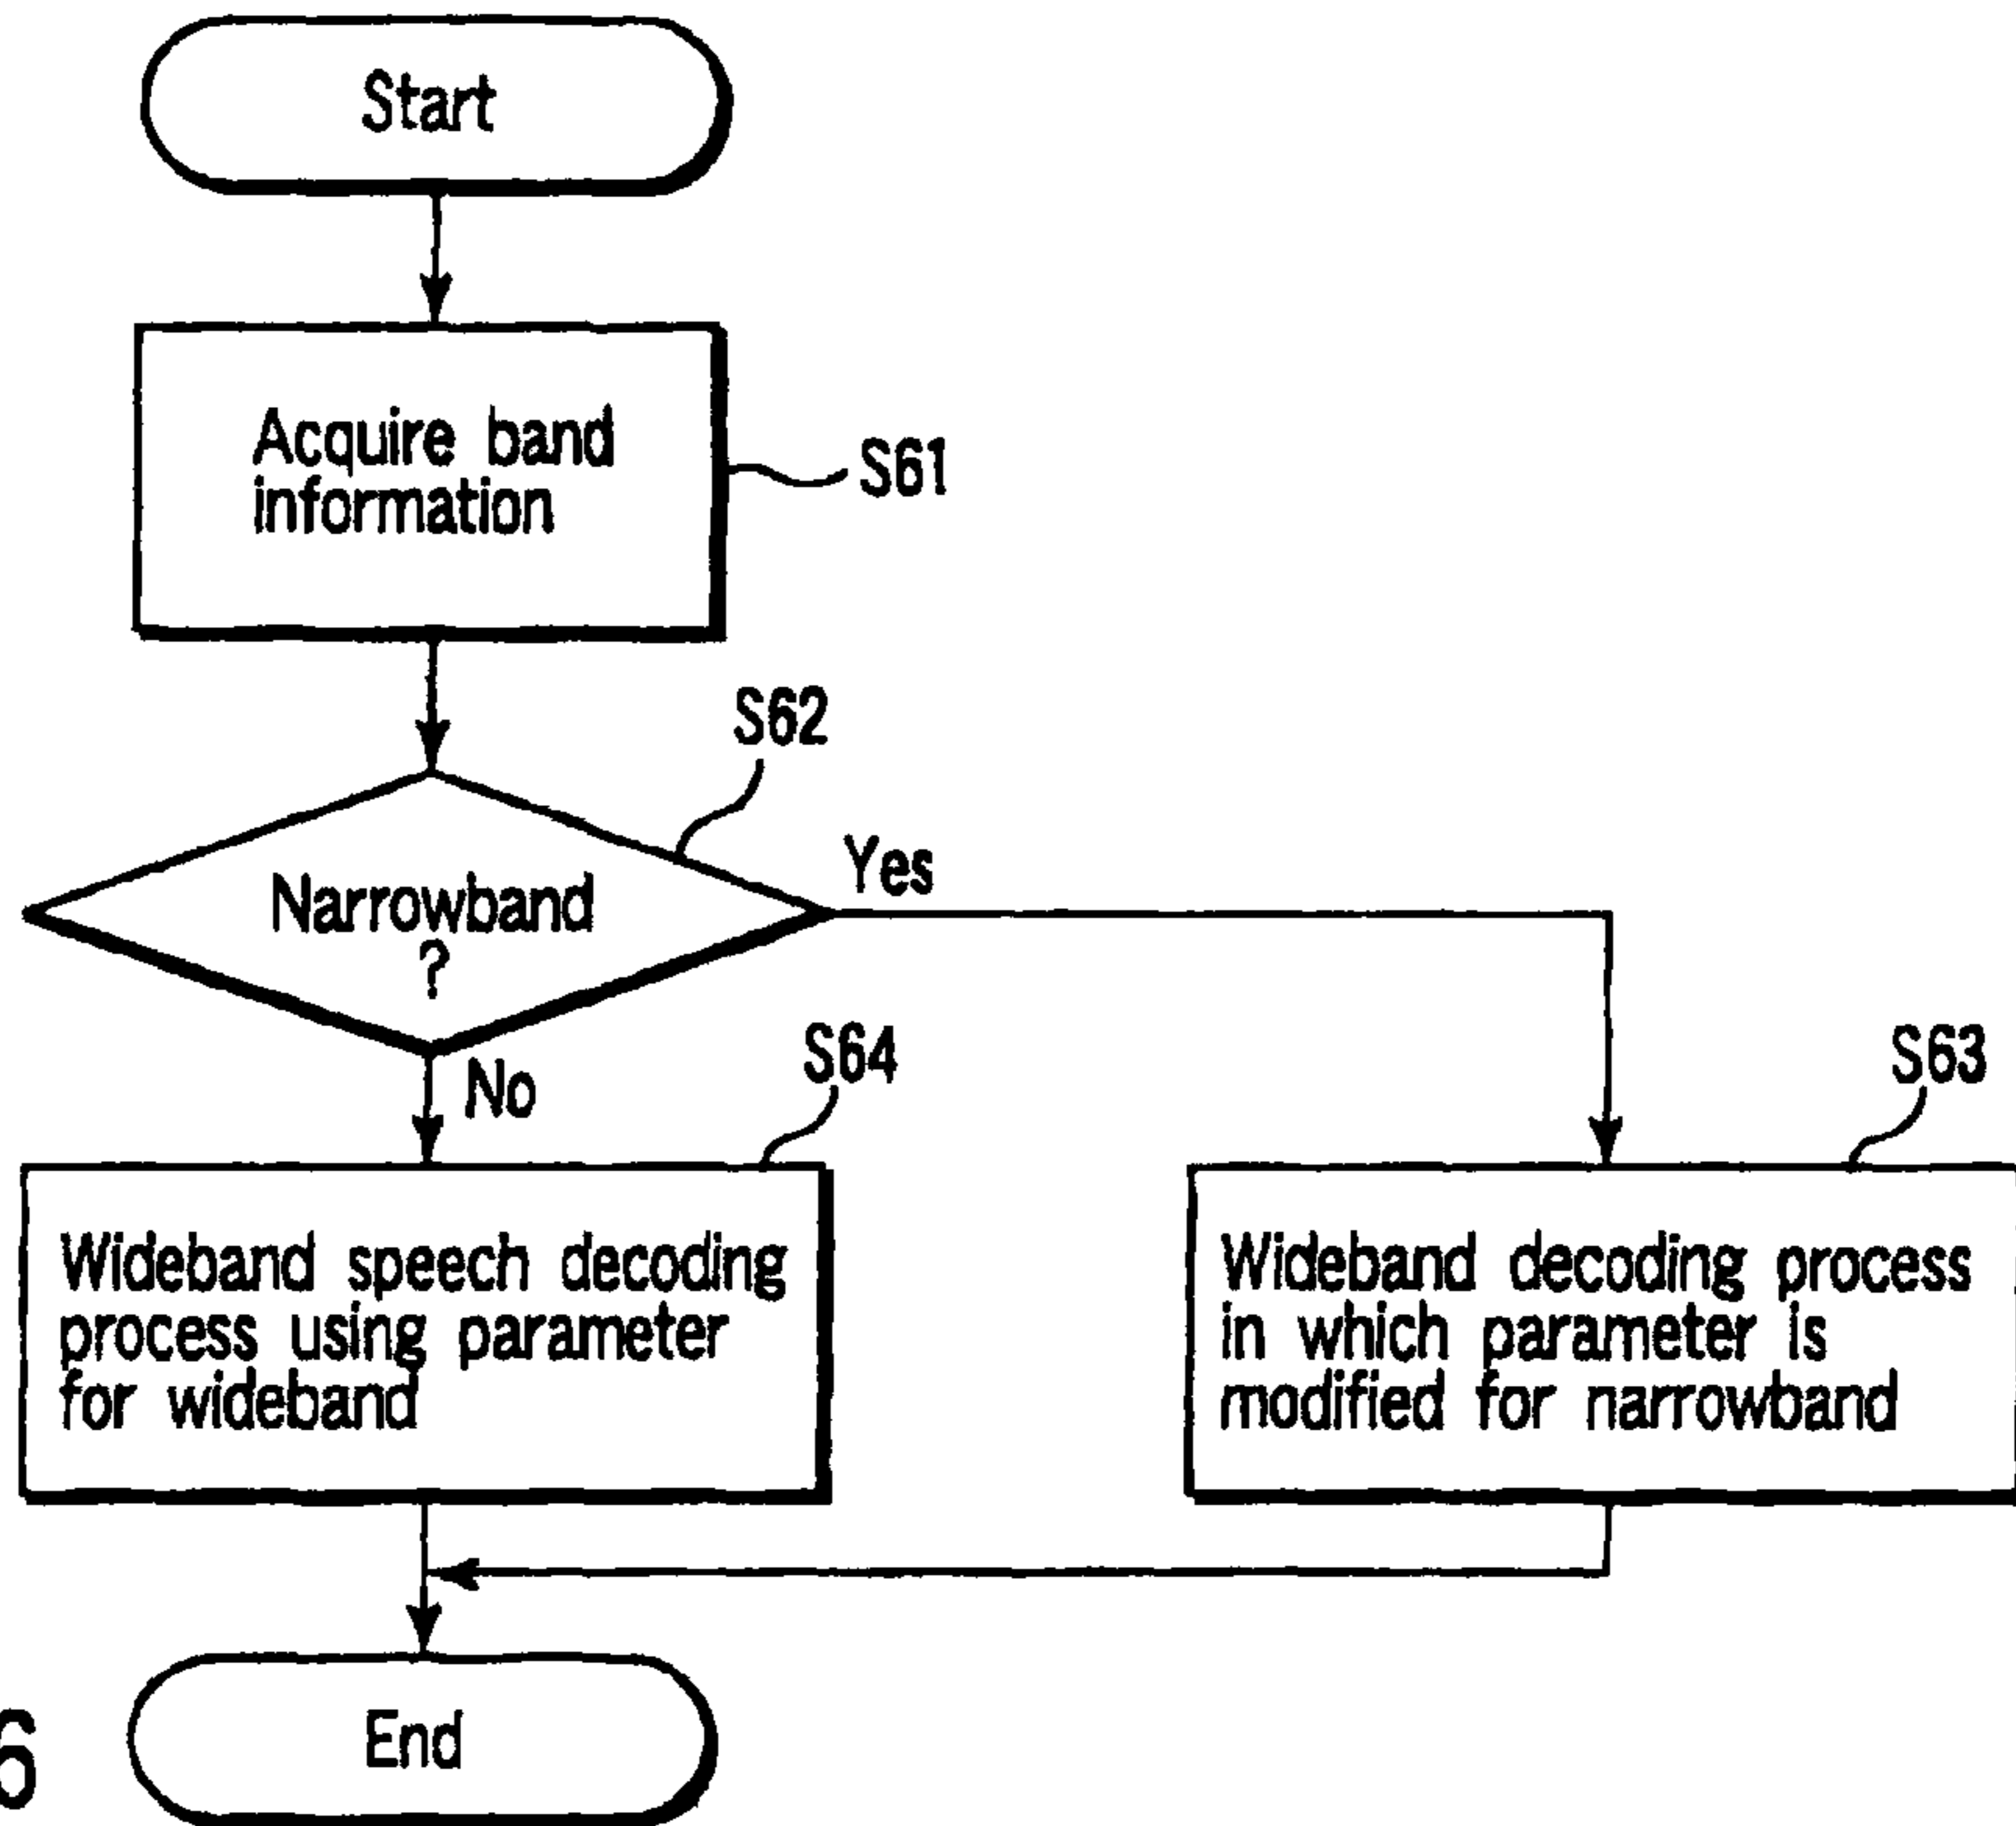 Start
Acquire band
information
S61
S62
Narrowband
?
Yes
No
S64
S63
Wideband speech decoding
process using parameter
for wideband
Wideband decoding process
in which parameter is
modified for narrowband
End
6